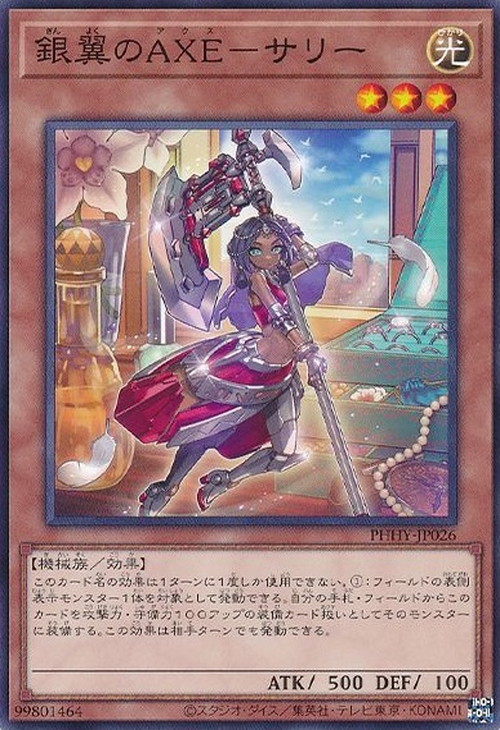 銀翼のAXE－サリー
光
PHHY-JP026
【機械族／効果】
このカード名の効果は1ターンに1度しか使用できない。①：フィールドの表側
表示モンスター1体を対象として発動できる。自分の手札・フィールドからこの
カードを攻撃力・守備力100アップの装備カード扱いとしてそのモンスター
に装備する。この効果は相手ターンでも発動できる。
ATK/ 500 DEF/ 100
99801464
©スタジオ・ダイス／集英社・テレビ東京・KONAMI